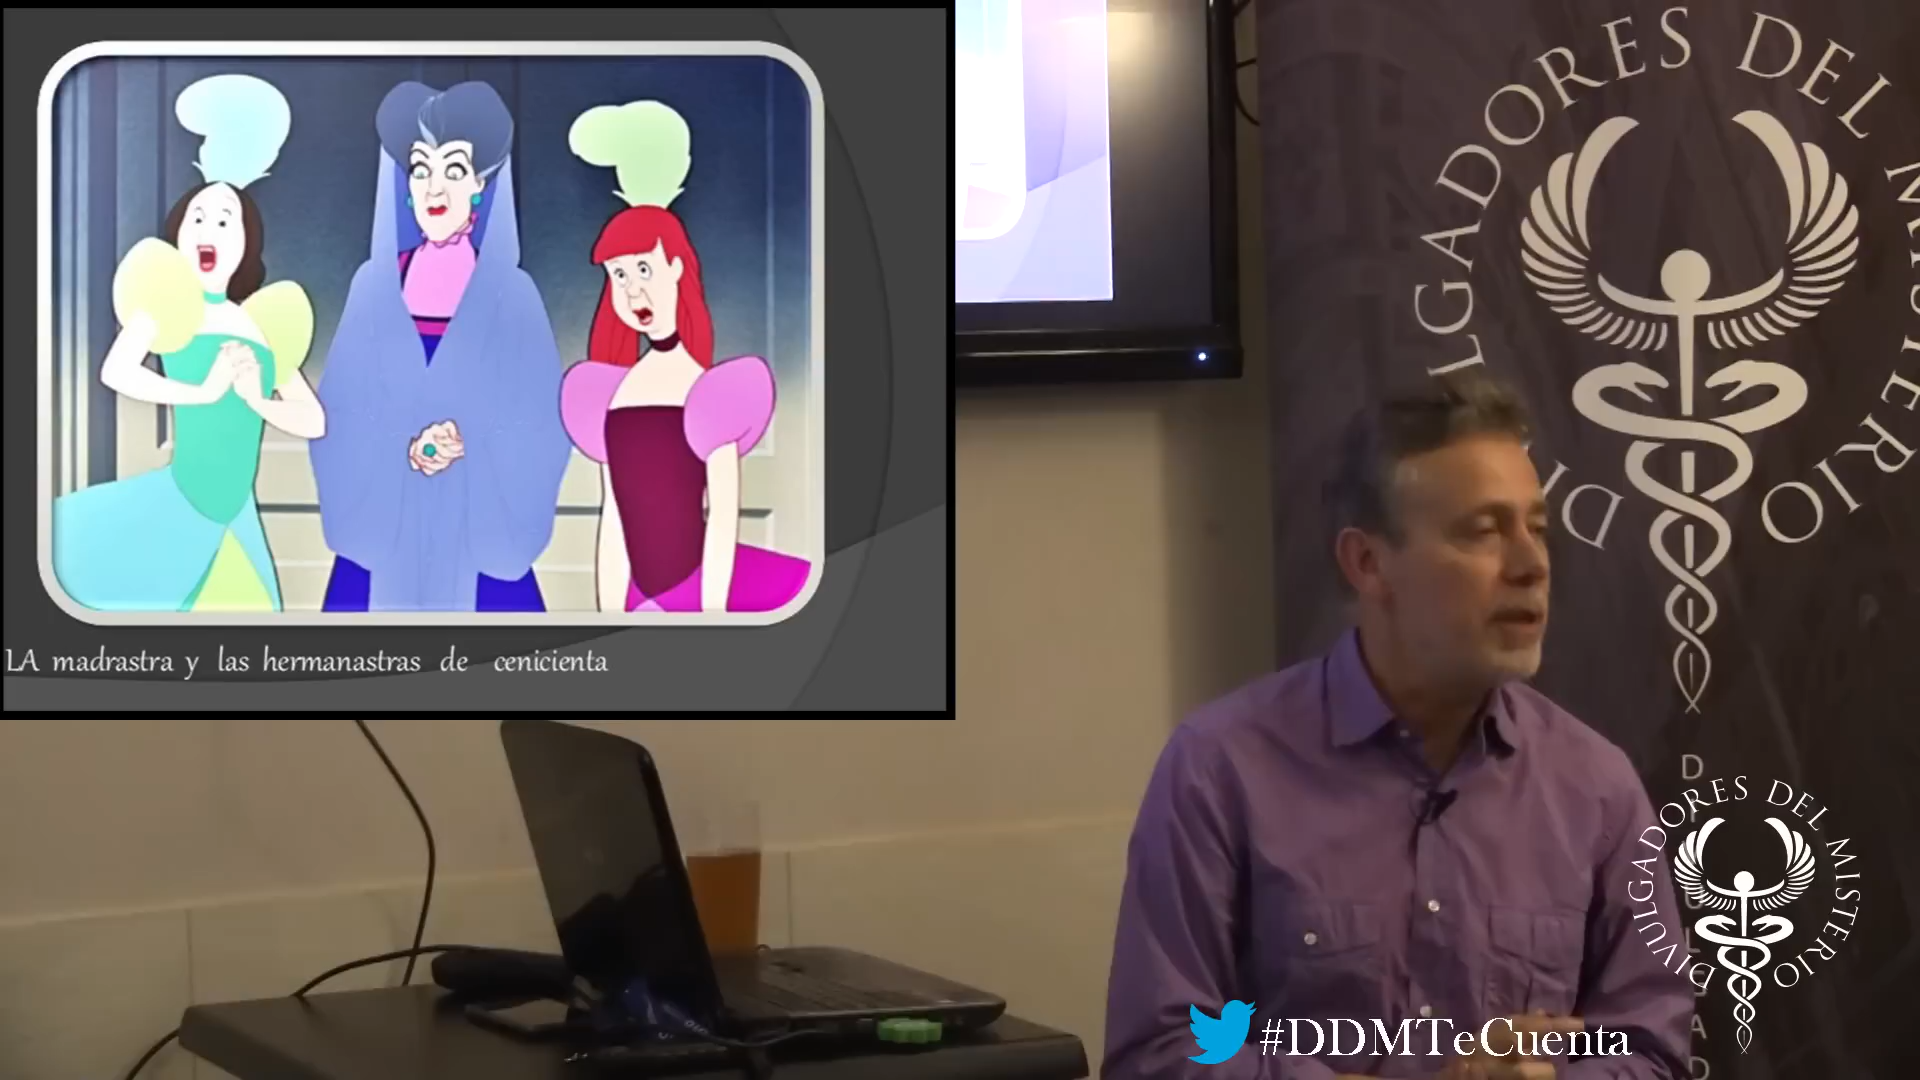 LA madrastra y las hermanastras de cenicienta
DIVULGADORES DEL MISTERIO
DIVULGADORES DEL MISTERIO
#DDMTeCuenta